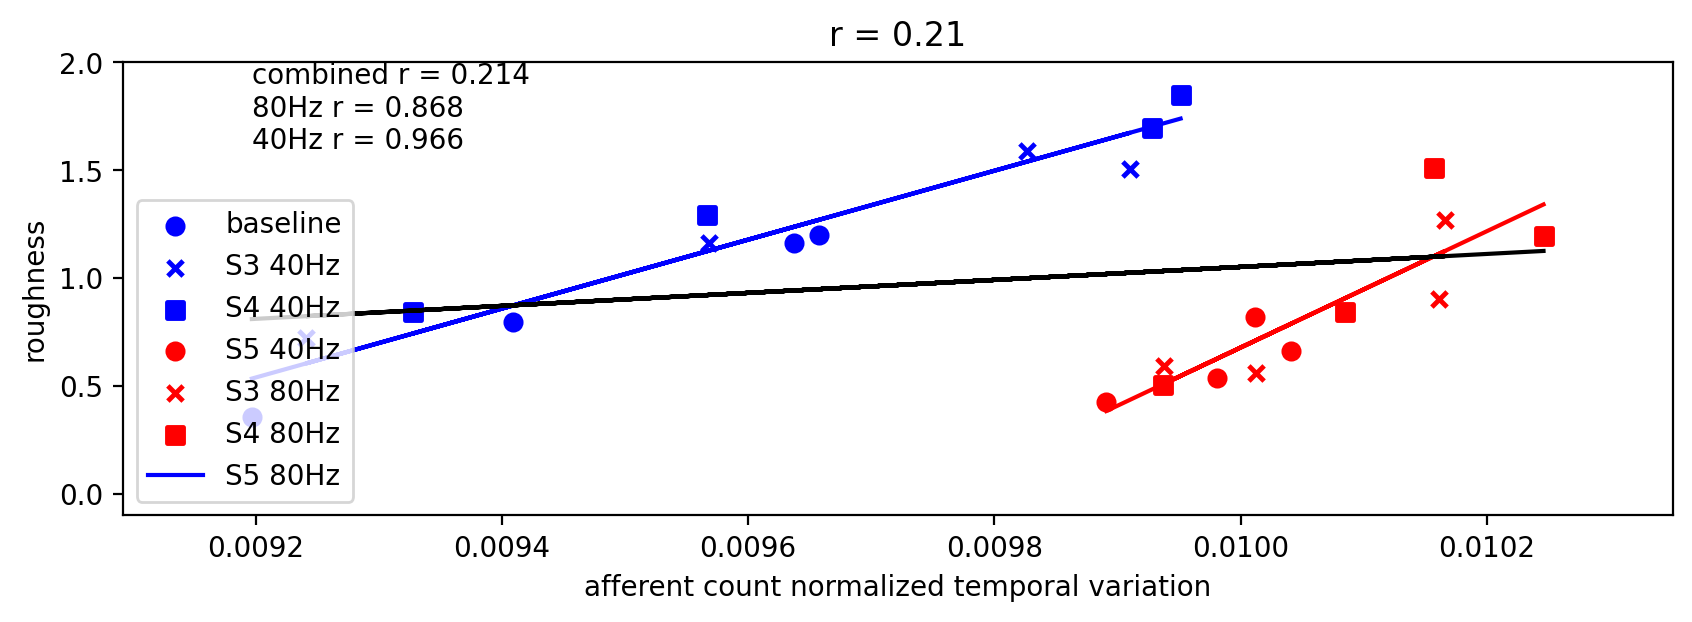 r = 0.21
combined r = 0.214
80Hz r = 0.868
40Hz r = 0.966
2.0
1.5
1.0
0.5
0.0
roughness
baseline
S3 40Hz
S4 40Hz
S5 40Hz
S3 80Hz
S4 80Hz
S5 80Hz
0.0092 0.0094 0.0096 0.0098 0.0100 0.0102
afferent count normalized temporal variation